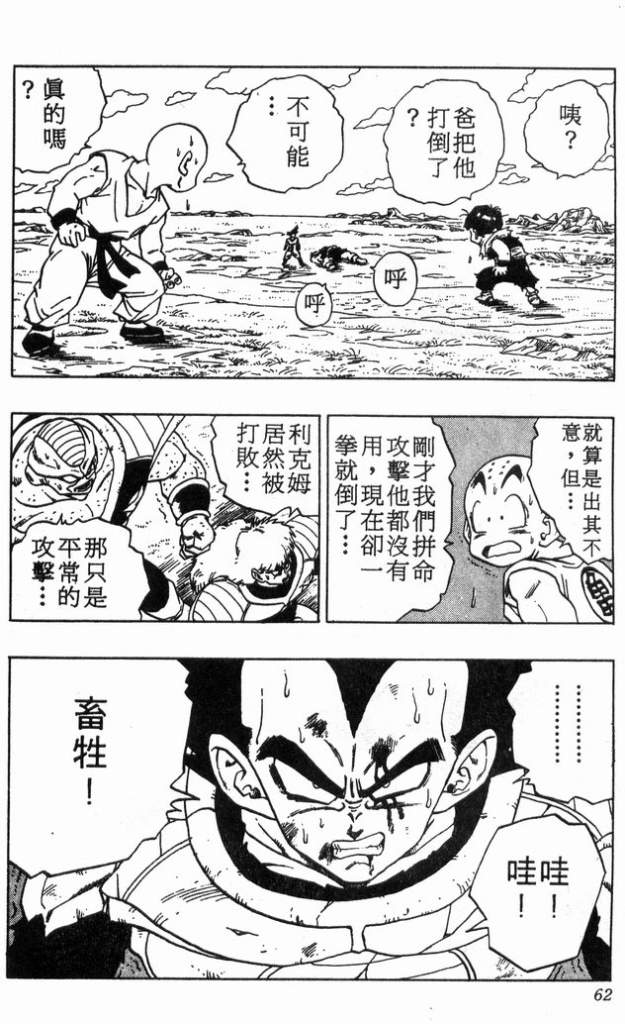 咦？
爸把他
打倒了
？
不可能
…
呼
呼
眞的嗎
？
就算是出其不
意，但…
剛才我們拼命
攻擊他都沒有
用，現在卻一
拳就倒了…
利克姆
居然被
打敗…
那只是
平常的
攻擊…
……
……
哇！
哇！
畜牲！
62